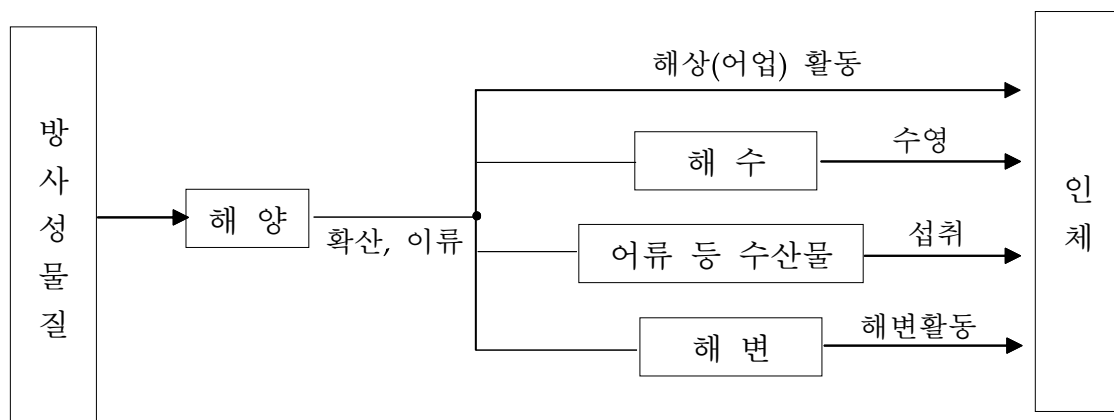 방사성물질
해 양
확산, 이류
해상(어업) 활동
해 수
수영
어류 등 수산물
섭취
해 변
해변활동
인체